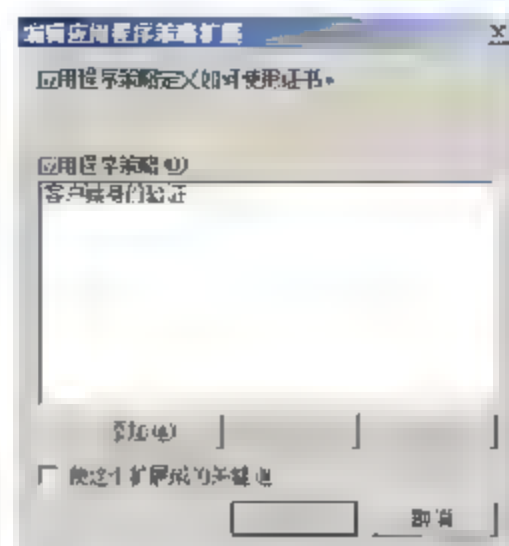 编辑应用程序策略扩展
应用程序策略定义如何使用证书。
应用程序策略(P)
客户端身份验证
添加(A)
使这个扩展成为关键的
取消